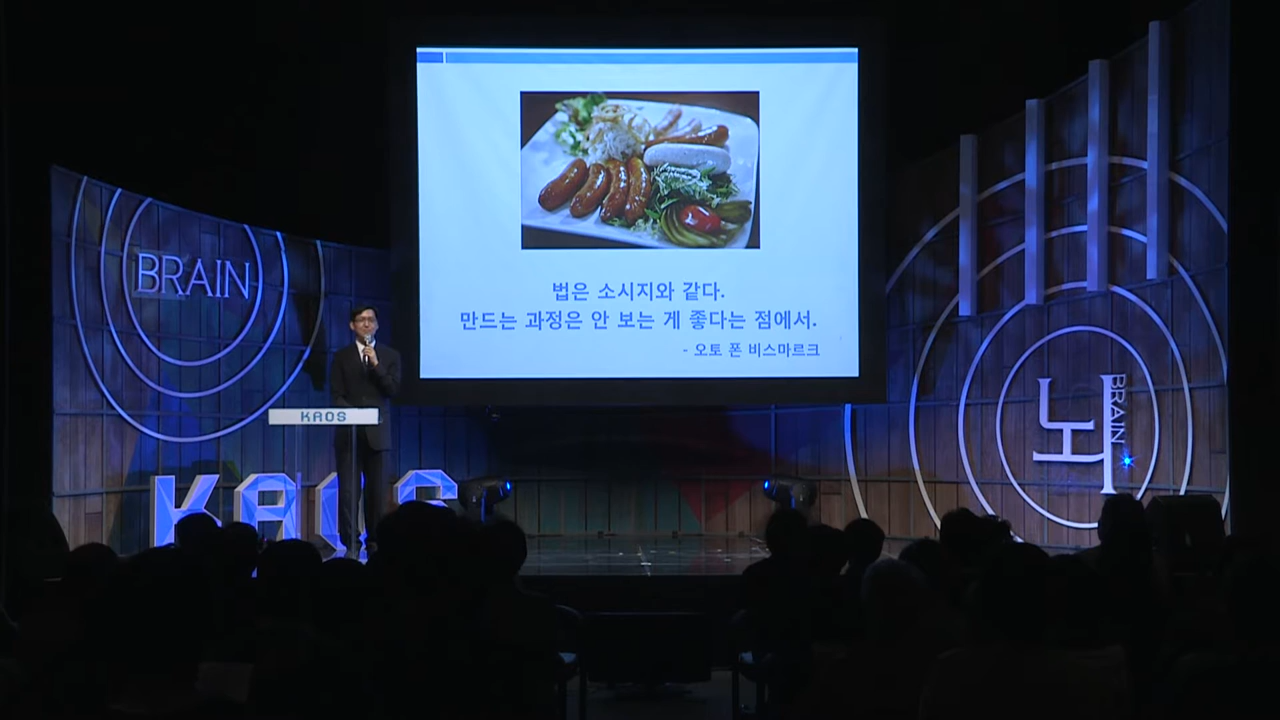 법은 소시지와 같다.
만드는 과정은 안 보는 게 좋다는 점에서.
- 오토 폰 비스마르크
BRAIN
KAOS
KAOS
뇌
BRAIN